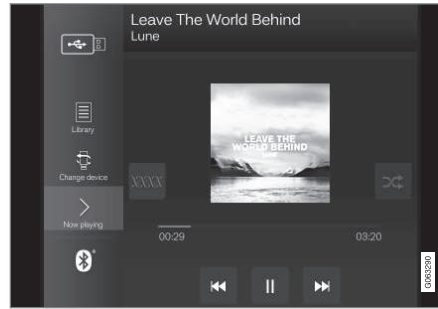 Leave The World Behind
Lune
Library
Change device
Now playing
LEAVE THE
WORLD BEHIND
LUNE
XXXX
00:29
03:20
G063290